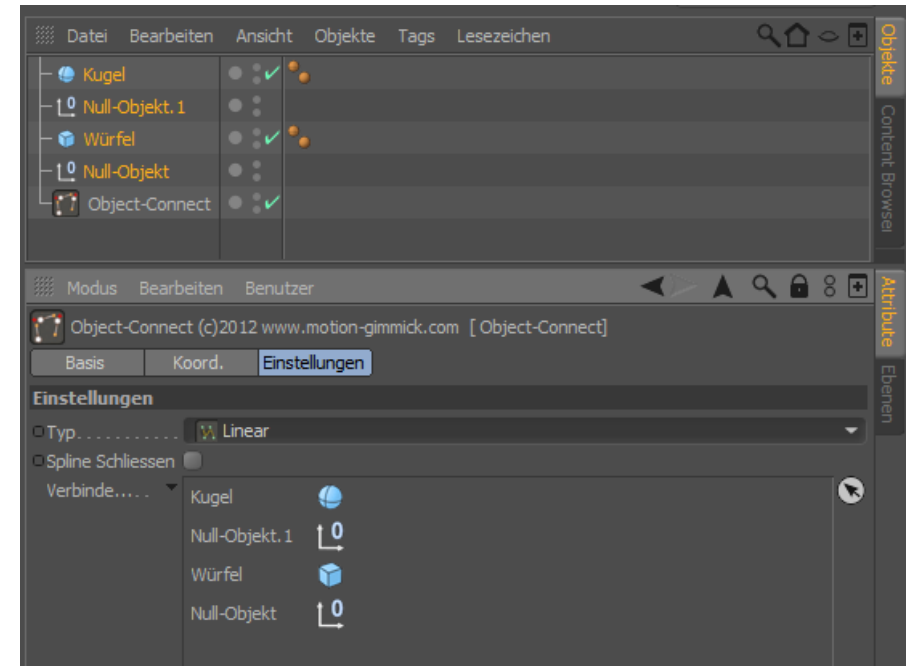 Datei Bearbeiten Ansicht Objekte Tags Lesezeichen
Kugel
Null-Objekt.1
Würfel
Null-Objekt
Object-Connect
Objekte
Content Browser
Modus Bearbeiten Benutzer
Object-Connect (c)2012 www.motion-gimmick.com [Object-Connect]
Basis Koord. Einstellungen
Einstellungen
Typ........... Linear
Spline Schliessen
Verbinde.....
Kugel
Null-Objekt.1
Würfel
Null-Objekt
Attribute
Ebenen